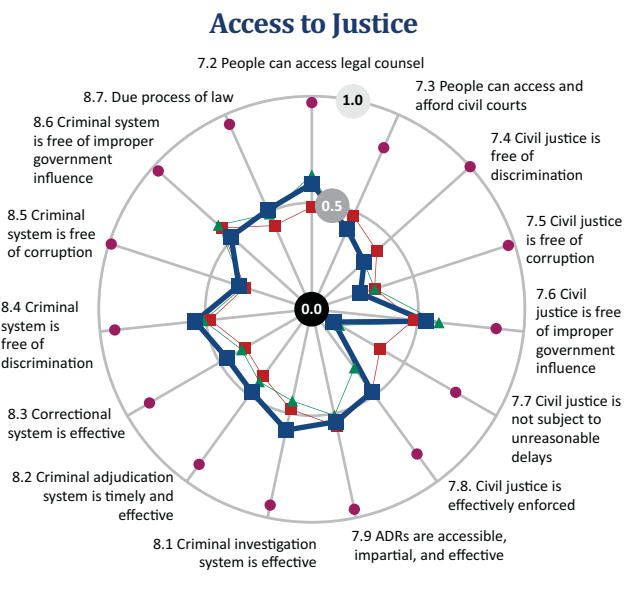 Access to Justice
7.2 People can access legal counsel
1.0
7.3 People can access and
afford civil courts
7.4 Civil justice is
free of
discrimination
7.5 Civil justice
is free of
corruption
7.6 Civil
justice is free
of improper
government
influence
7.7 Civil justice is
not subject to
unreasonable
delays
7.8. Civil justice is
effectively enforced
7.9 ADRs are accessible,
impartial, and effective
8.1 Criminal investigation
system is effective
8.2 Criminal adjudication
system is timely and
effective
8.3 Correctional
system is effective
8.4 Criminal
system is
free of
discrimination
8.5 Criminal
system is free
of corruption
8.6 Criminal system
is free of improper
government
influence
8.7. Due process of law
0.5
0.0